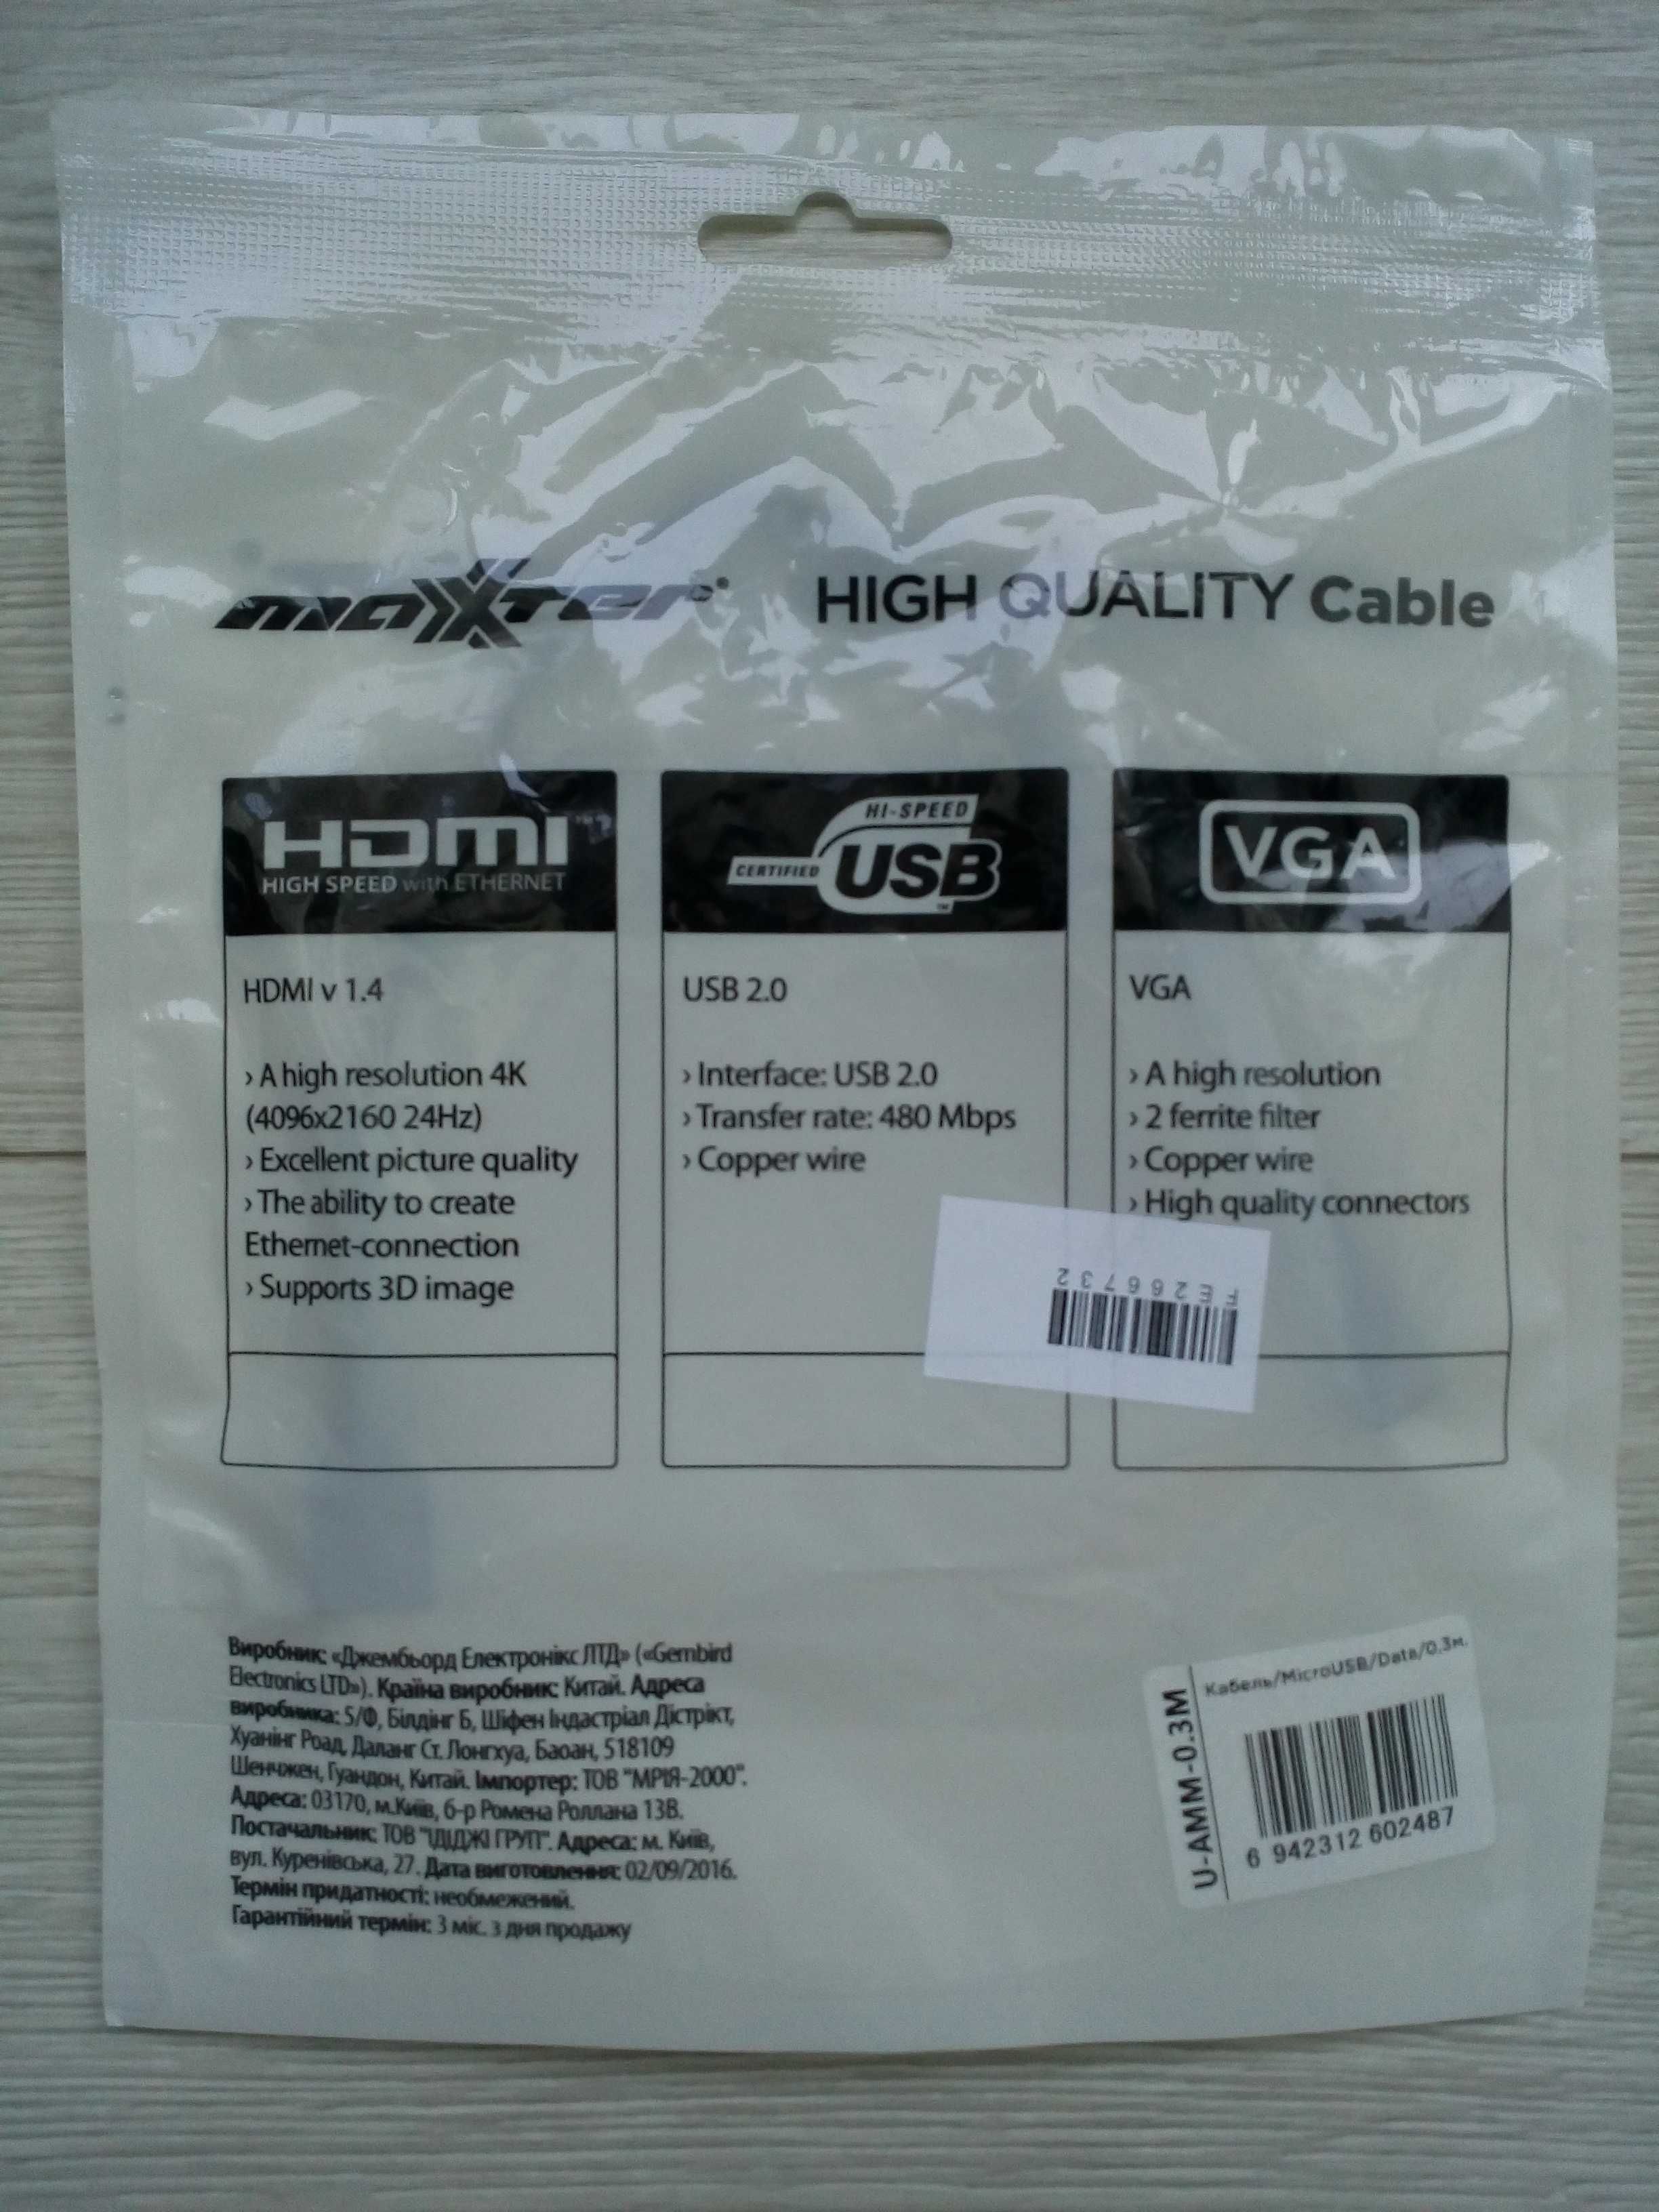 maxxter® HIGH QUALITY Cable
HDMI™
HIGH SPEED with ETHERNET
HDMI v 1.4
› A high resolution 4K
(4096x2160 24Hz)
› Excellent picture quality
› The ability to create
Ethernet-connection
› Supports 3D image
HI-SPEED
CERTIFIED
USB™
USB 2.0
› Interface: USB 2.0
› Transfer rate: 480 Mbps
› Copper wire
VGA
VGA
› A high resolution
› 2 ferrite filter
› Copper wire
› High quality connectors
TE266732
Виробник: «Джембьорд Електронікс ЛТД» («Gembird
Electronics LTD»). Країна виробник: Китай. Адреса
виробника: 5/Ф, Білдінг Б, Шіфен Індастріал Дістрікт,
Хуанінг Роад, Даланг Ст. Лонгхуа, Баоан, 518109
Шенчжен, Гуандон, Китай. Імпортер: ТОВ "МРІЯ-2000".
Адреса: 03170, м.Київ, б-р Ромена Роллана 13В.
Постачальник: ТОВ "ІДІДЖІ ГРУП". Адреса: м. Київ,
вул. Куренівська, 27. Дата виготовлення: 02/09/2016.
Термін придатності: необмежений.
Гарантійний термін: 3 міс. з дня продажу
U-AMM-0.3M
Кабель/MicroUSB/Data/0.3м.
6 942312 602487